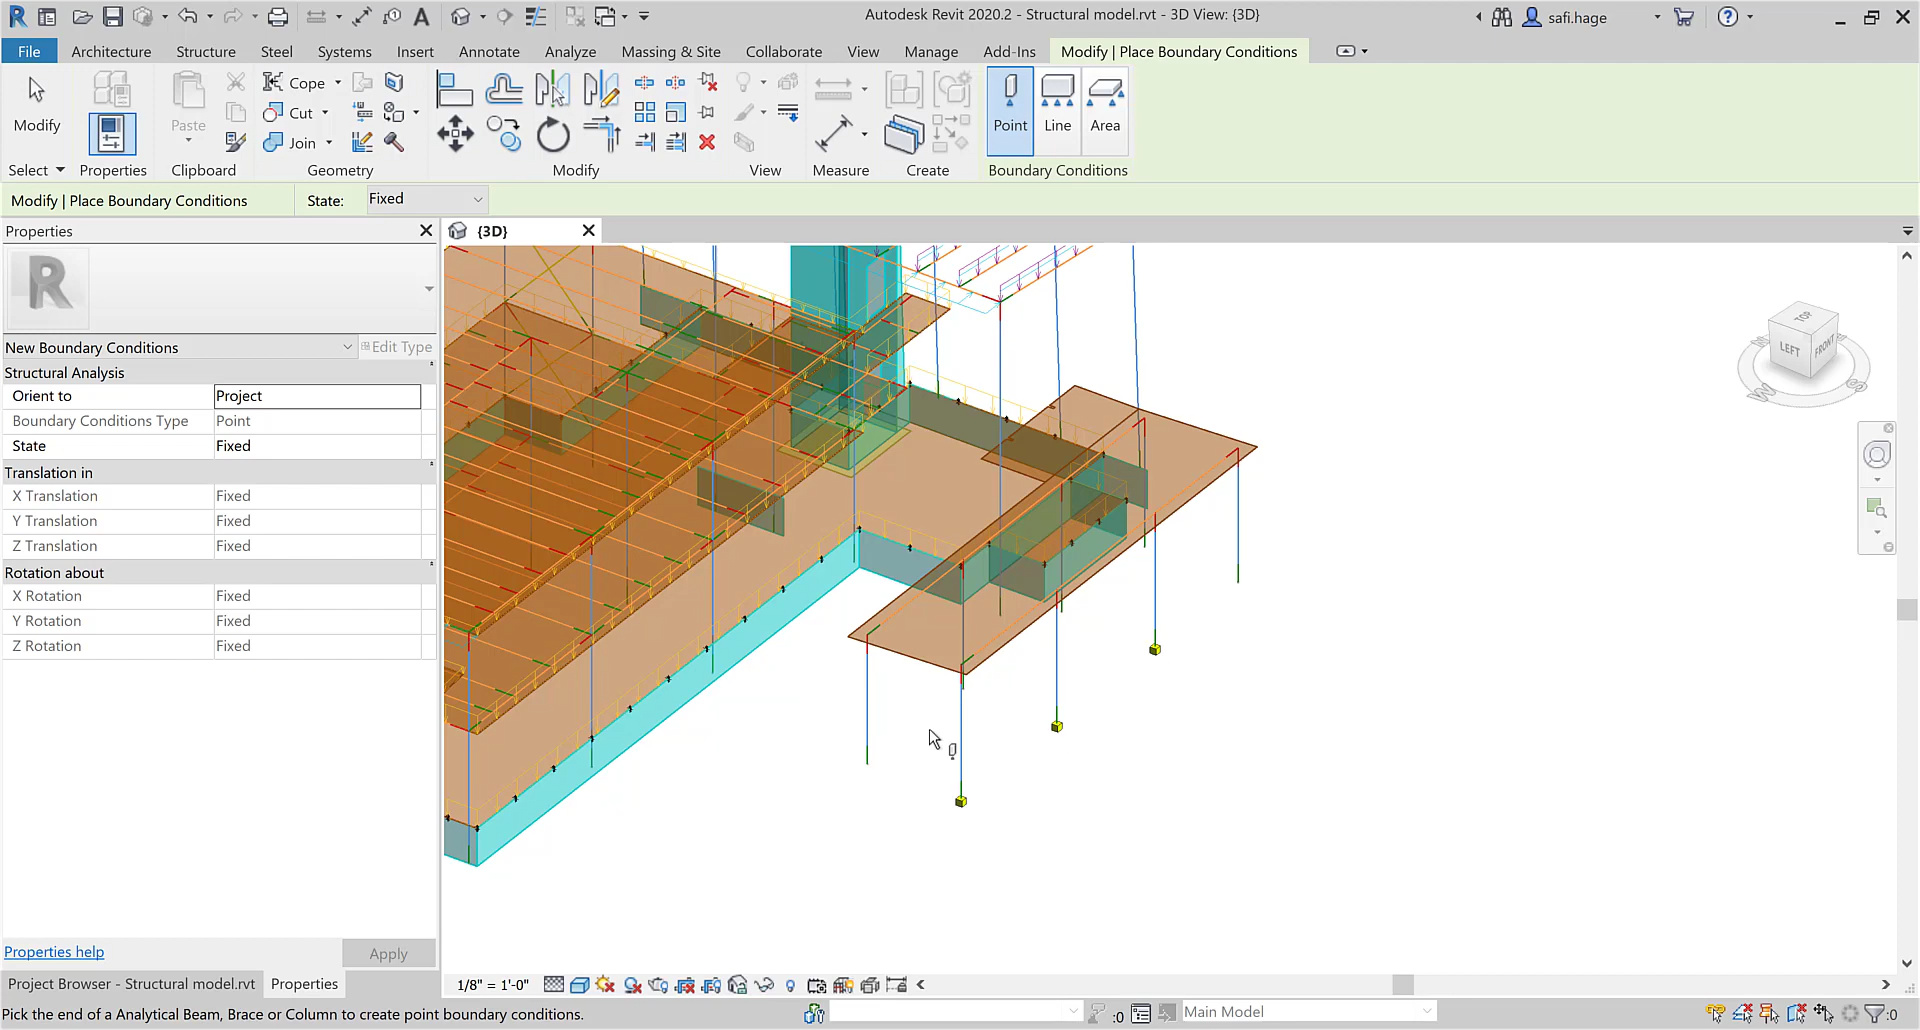 Autodesk Revit 2020.2 - Structural model.rvt - 3D View: {3D}
safi.hage
File Architecture Structure Steel Systems Insert Annotate Analyze Massing & Site Collaborate View Manage Add-Ins Modify | Place Boundary Conditions
Modify
Paste
Cope
Cut
Join
Point Line Area
Select Properties Clipboard Geometry Modify View Measure Create Boundary Conditions
Modify | Place Boundary Conditions State: Fixed
Properties
{3D}
R
New Boundary Conditions Edit Type
Structural Analysis
Orient to Project
Boundary Conditions Type Point
State Fixed
Translation in
X Translation Fixed
Y Translation Fixed
Z Translation Fixed
Rotation about
X Rotation Fixed
Y Rotation Fixed
Z Rotation Fixed
TOP
LEFT FRONT
W S
Properties help Apply
Project Browser - Structural model.rvt Properties
1/8" = 1'-0"
Pick the end of a Analytical Beam, Brace or Column to create point boundary conditions.
:0
Main Model
:0